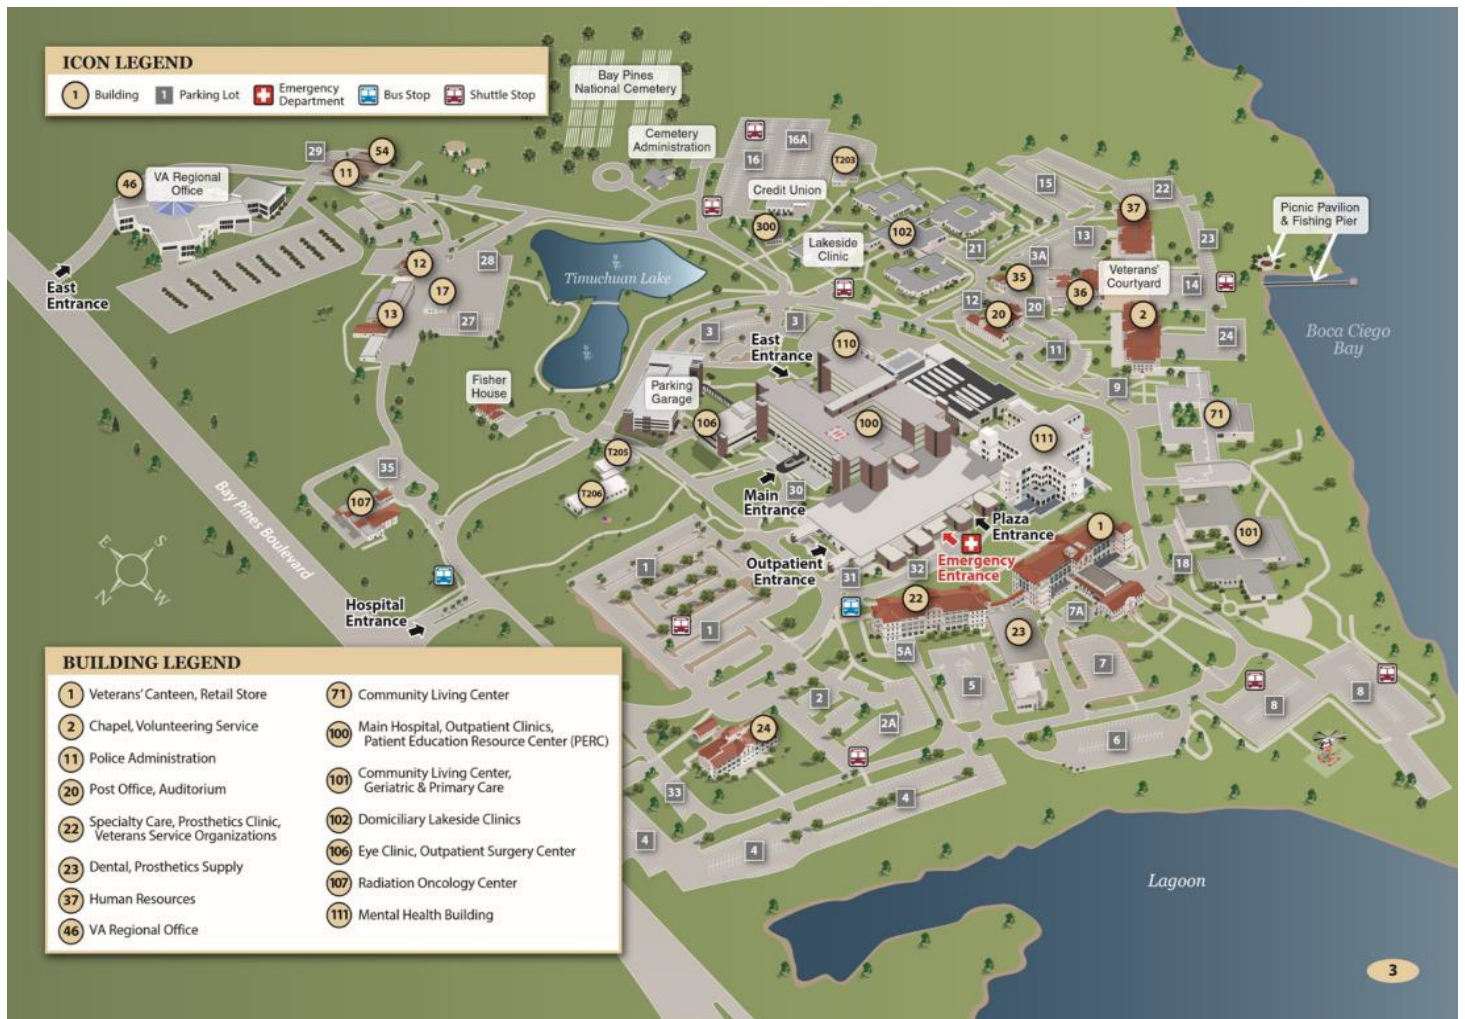 ICON LEGEND
1 Building
1 Parking Lot
Emergency
Department
Bus Stop
Shuttle Stop
Bay Pines
National Cemetery
Cemetery
Administration
16
16A
T203
29
54
11
46
VA Regional
Office
Credit Union
300
102
Lakeside
Clinic
15
22
37
13
23
21
3A
Picnic Pavilion
& Fishing Pier
East
Entrance
12
28
17
13
27
Timuchuan Lake
35
36
Veterans'
Courtyard
14
12
20
20
2
24
11
Boca Ciego
Bay
3
3
East
Entrance
110
9
Fisher
House
Parking
Garage
106
100
111
71
T205
T206
35
107
30
Main
Entrance
Plaza
Entrance
1
101
Bay Pines Boulevard
E
S
N
W
Outpatient
Entrance
Emergency
Entrance
31
32
18
1
Hospital
Entrance
22
7A
1
23
5A
7
5
2
2A
8
8
24
6
33
4
4
4
Lagoon
BUILDING LEGEND
1 Veterans' Canteen, Retail Store
2 Chapel, Volunteering Service
11 Police Administration
20 Post Office, Auditorium
22 Specialty Care, Prosthetics Clinic,
Veterans Service Organizations
23 Dental, Prosthetics Supply
37 Human Resources
46 VA Regional Office
71 Community Living Center
100 Main Hospital, Outpatient Clinics,
Patient Education Resource Center (PERC)
101 Community Living Center,
Geriatric & Primary Care
102 Domiciliary Lakeside Clinics
106 Eye Clinic, Outpatient Surgery Center
107 Radiation Oncology Center
111 Mental Health Building
3